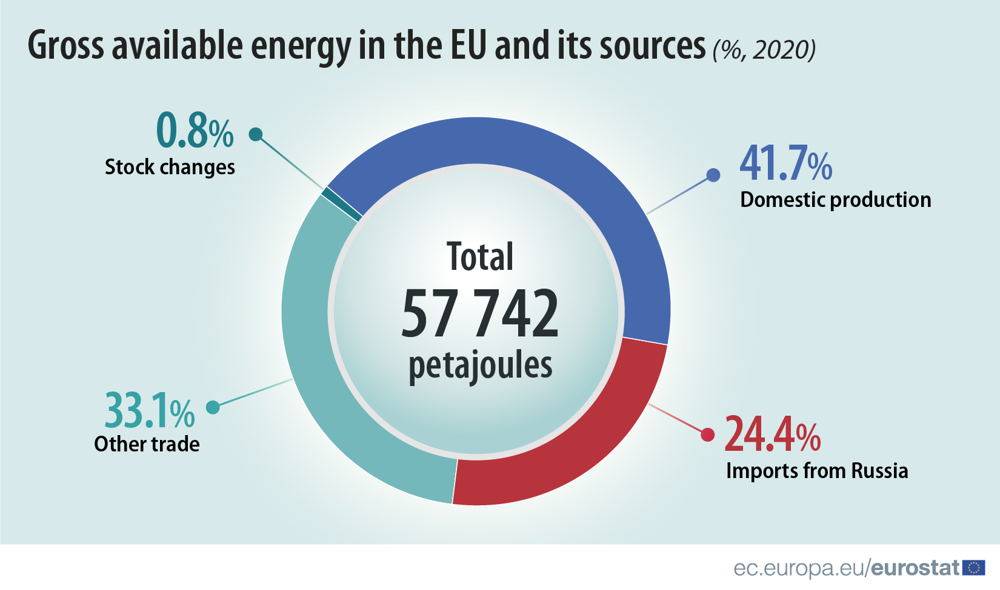 Gross available energy in the EU and its sources (%, 2020)
0.8%
Stock changes
41.7%
Domestic production
Total
57 742
petajoules
33.1%
Other trade
24.4%
Imports from Russia
ec.europa.eu/eurostat